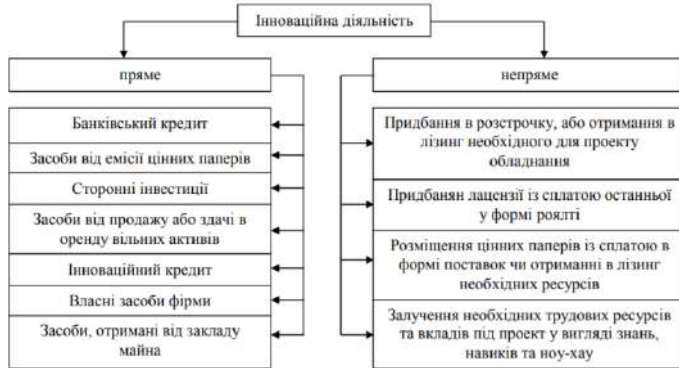 Інноваційна діяльність
пряме
Банківський кредит
Засоби від емісії цінних паперів
Сторонні інвестиції
Засоби від продажу або здачі в
оренду вільних активів
Інноваційний кредит
Власні засоби фірми
Засоби, отримані від закладу
майна
непряме
Придбання в розстрочку, або отримання в
лізинг необхідного для проекту
обладнання
Придбанян лацензії із сплатою останньої
у формі роялті
Розміщення цінних паперів із сплатою в
формі поставок чи отриманні в лізинг
необхідних ресурсів
Залучення необхідних трудових ресурсів
та вкладів під проект у вигляді знань,
навиків та ноу-хау